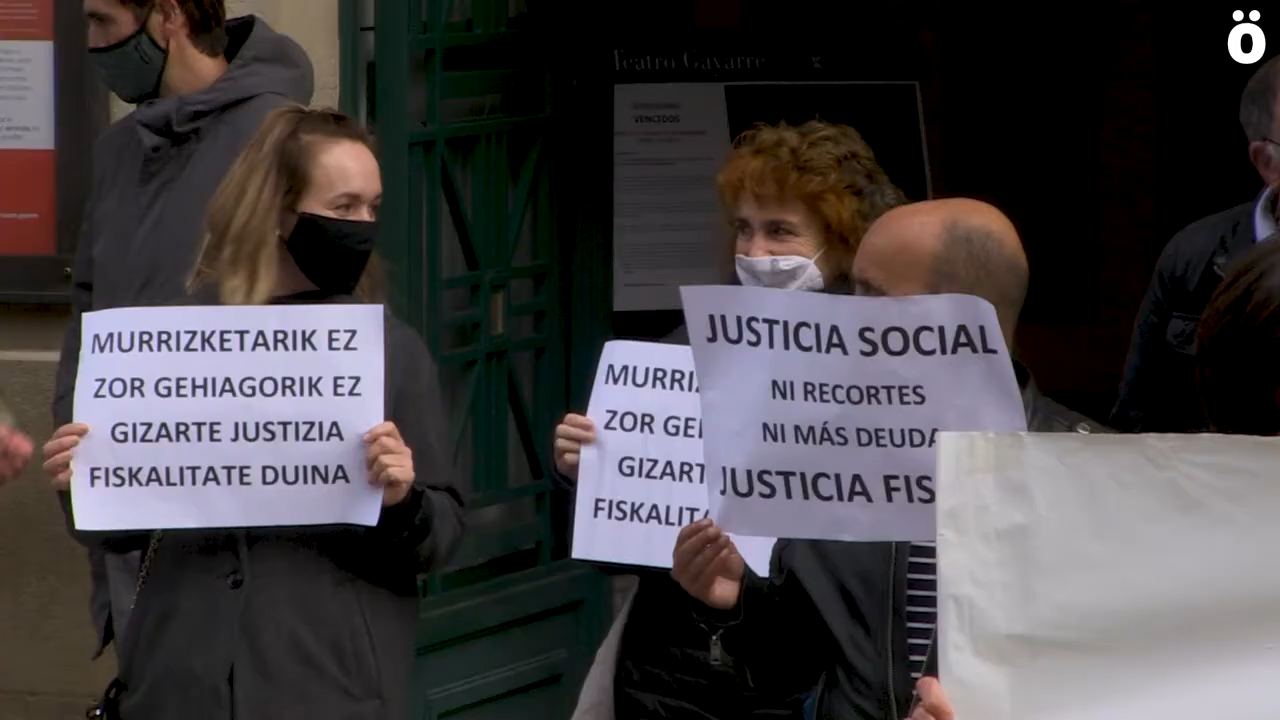 ö
Teatro Gayarre
VENCIDOS
MURRIZKETARIK EZ
ZOR GEHIAGORIK EZ
GIZARTE JUSTIZIA
FISKALITATE DUINA
MURRIZ
ZOR GE
GIZART
FISKALIT
JUSTICIA SOCIAL
NI RECORTES
NI MÁS DEUDA
JUSTICIA FIS